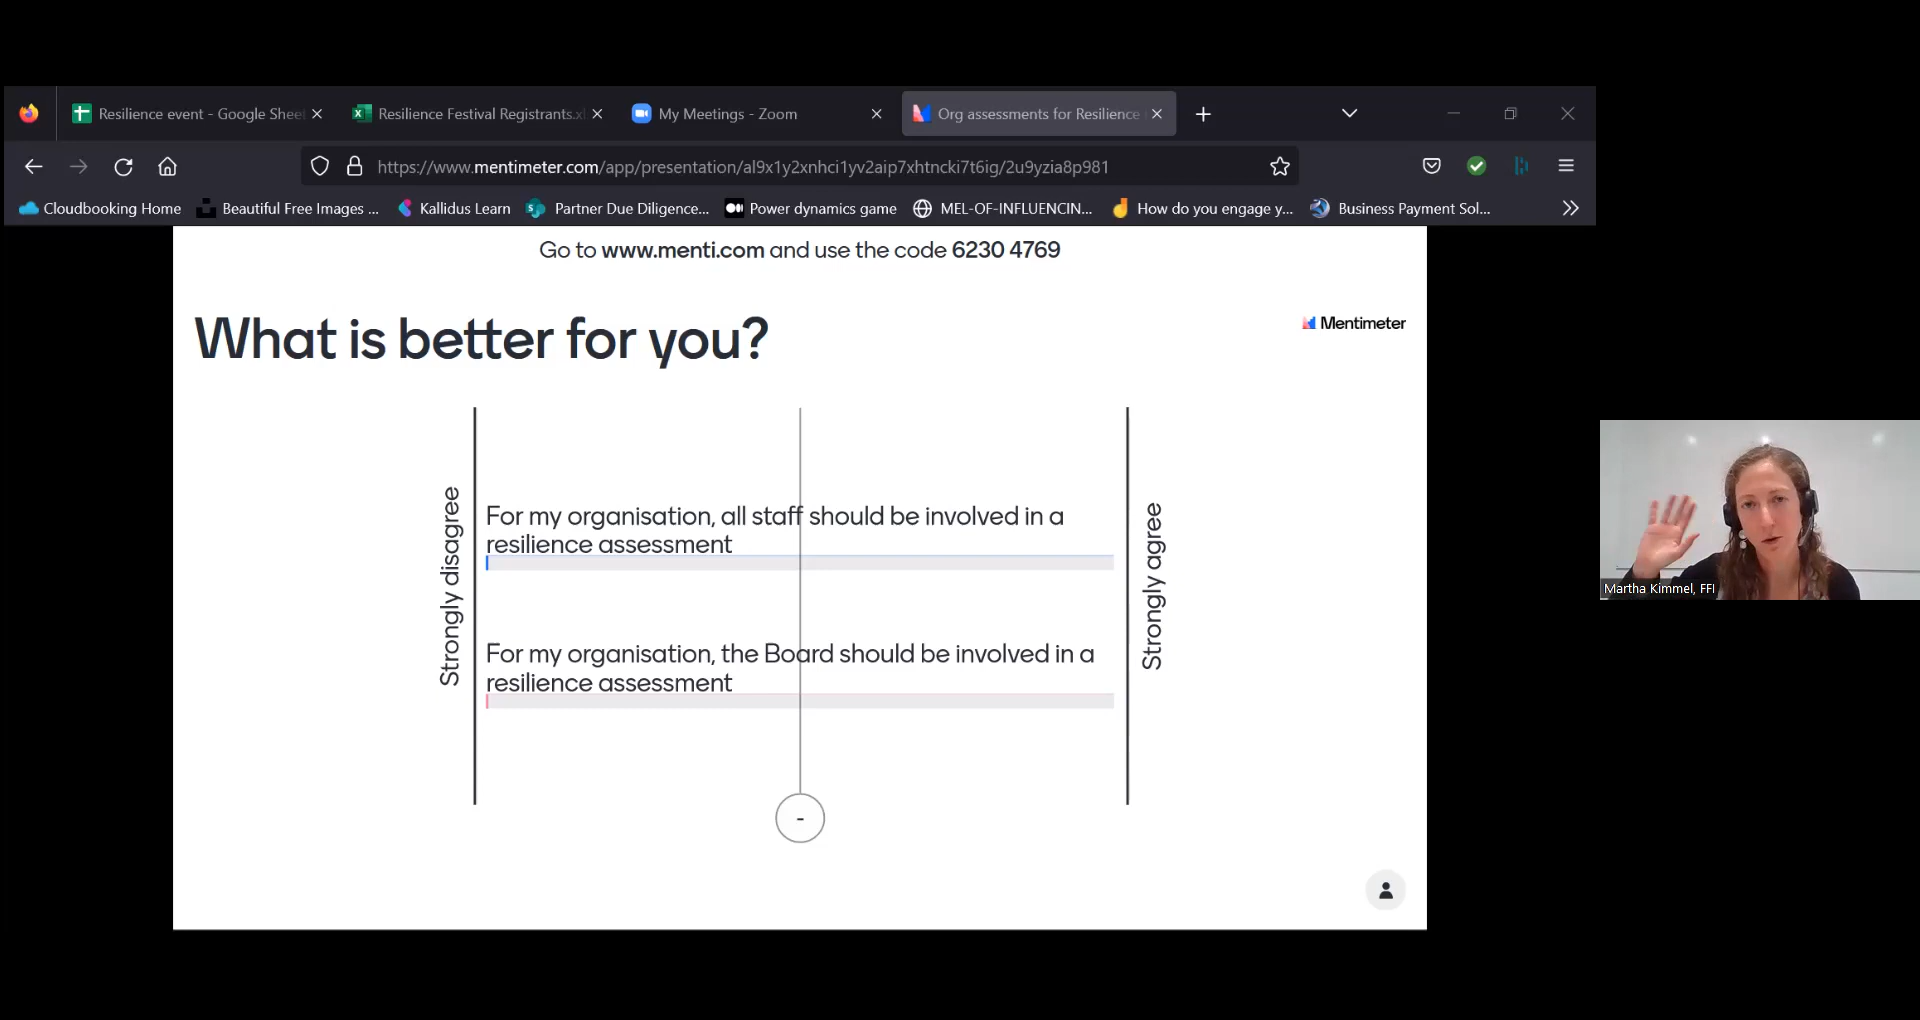 Resilience event - Google Shee
Resilience Festival Registrants.xl
My Meetings - Zoom
Org assessments for Resilience
https://www.mentimeter.com/app/presentation/al9x1y2xnhci1yv2aip7xhtncki7t6ig/2u9yzia8p981
Cloudbooking Home
Beautiful Free Images ...
Kallidus Learn
Partner Due Diligence...
Power dynamics game
MEL-OF-INFLUENCIN...
How do you engage y...
Business Payment Sol...
Go to www.menti.com and use the code 6230 4769
What is better for you?
Mentimeter
Strongly disagree
For my organisation, all staff should be involved in a
resilience assessment
For my organisation, the Board should be involved in a
resilience assessment
Strongly agree
-
Martha Kimmel, FFI